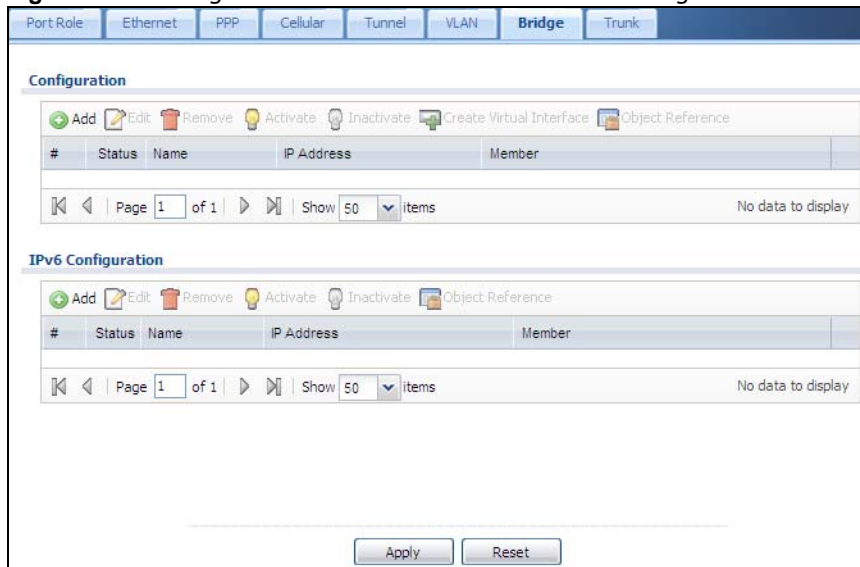 Port Role Ethernet PPP Cellular Tunnel VLAN Bridge Trunk
Configuration
Add Edit Remove Activate Inactivate Create Virtual Interface Object Reference
# Status Name IP Address Member
Page 1 of 1 Show 50 items No data to display
IPv6 Configuration
Add Edit Remove Activate Inactivate Object Reference
# Status Name IP Address Member
Page 1 of 1 Show 50 items No data to display
Apply Reset